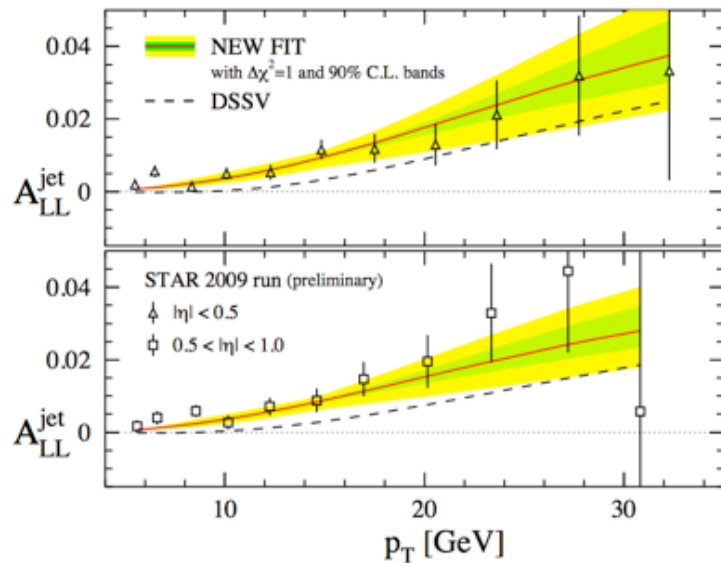 0.04
NEW FIT
with Δχ²=1 and 90% C.L. bands
DSSV
0.02
0
A_LL^jet
0.04
STAR 2009 run (preliminary)
|η| < 0.5
0.5 < |η| < 1.0
0.02
0
A_LL^jet
10 20 30
p_T [GeV]